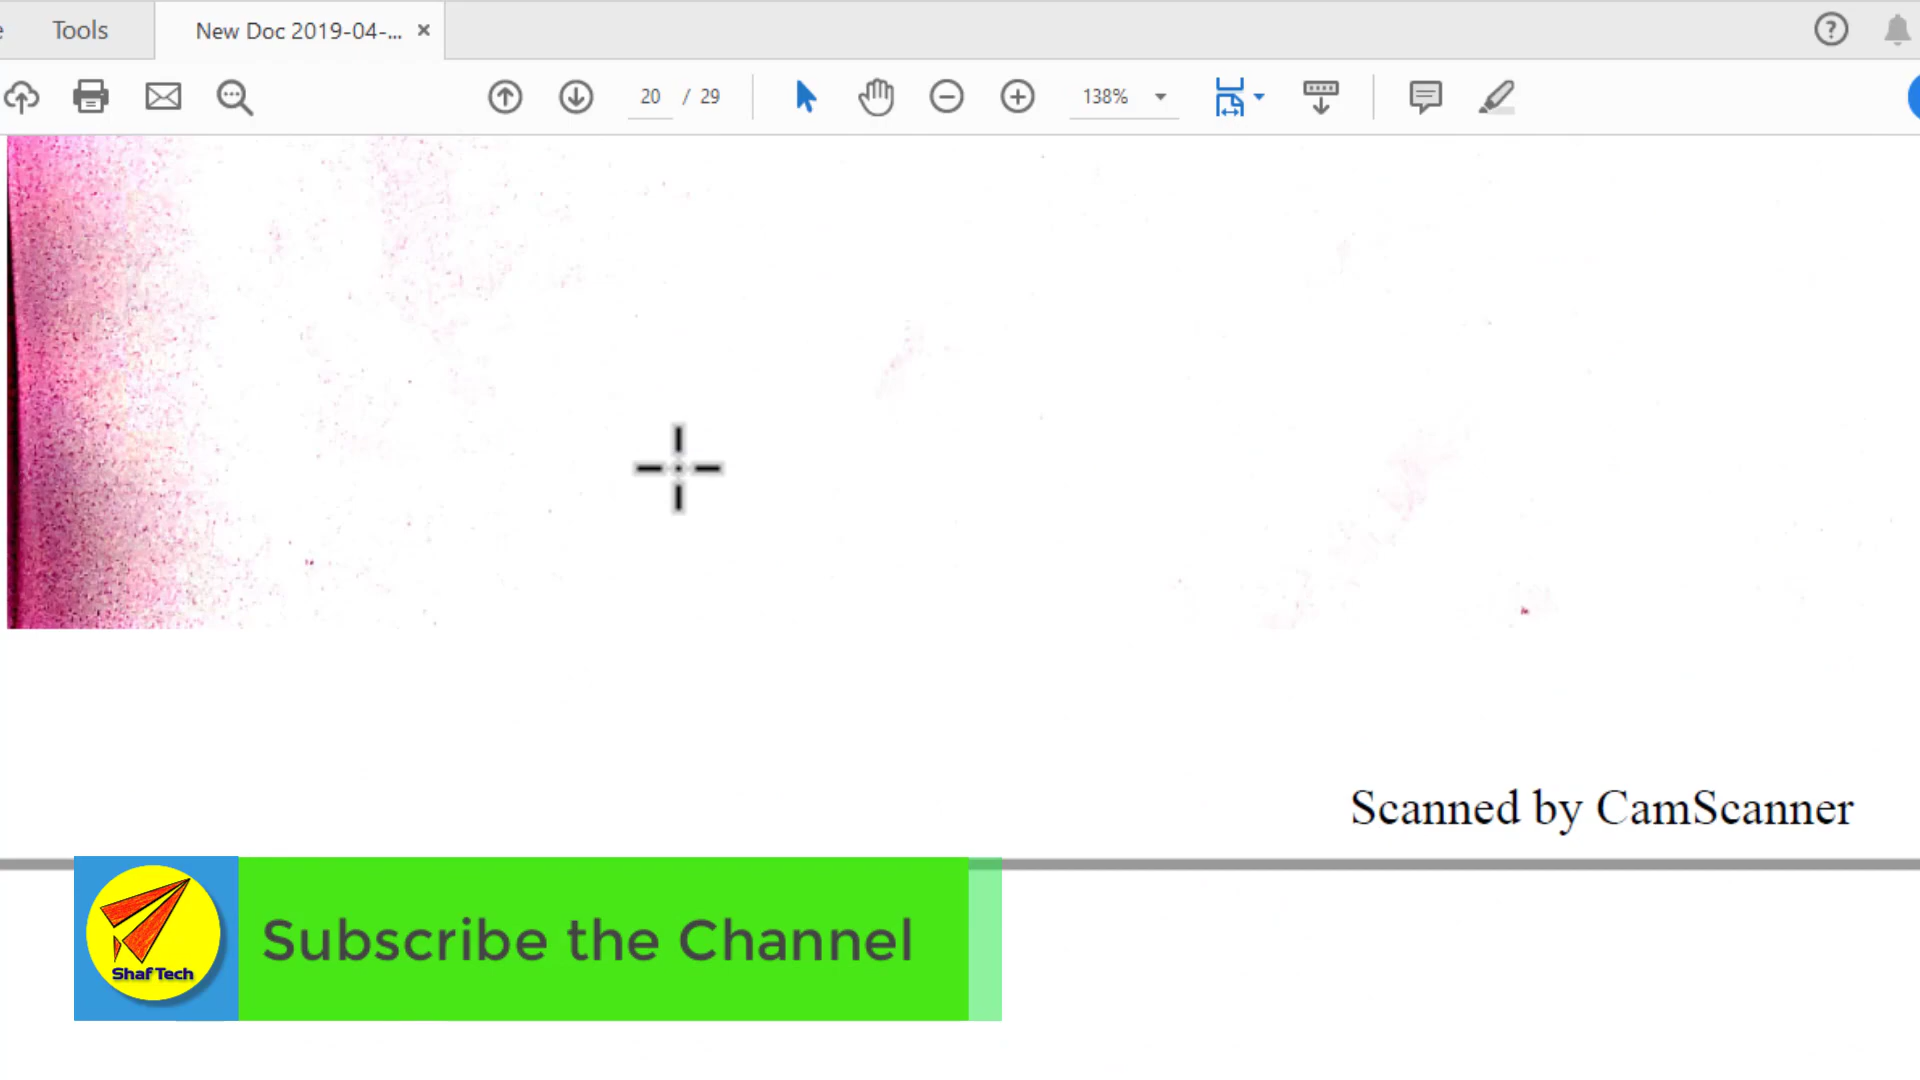 Tools
New Doc 2019-04-...
20 / 29
138%
Scanned by CamScanner
Subscribe the Channel
Shaf Tech